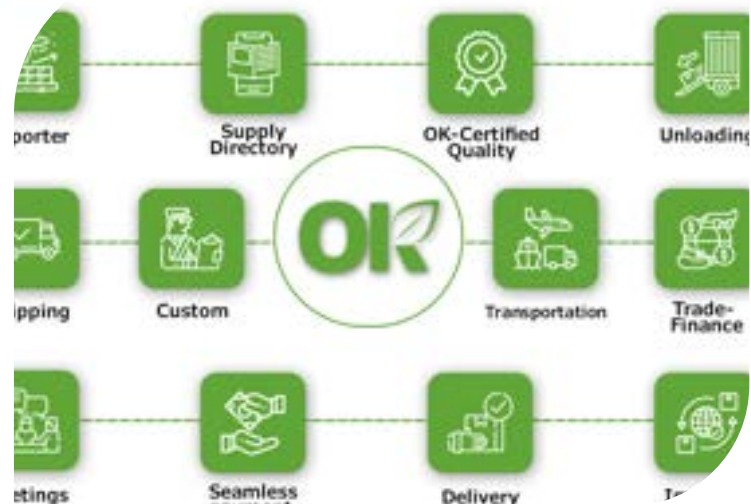 porter
Supply
Directory
OK-Certified
Quality
Unloading
OK
ipping
Custom
Transportation
Trade-
Finance
etings
Seamless
Delivery